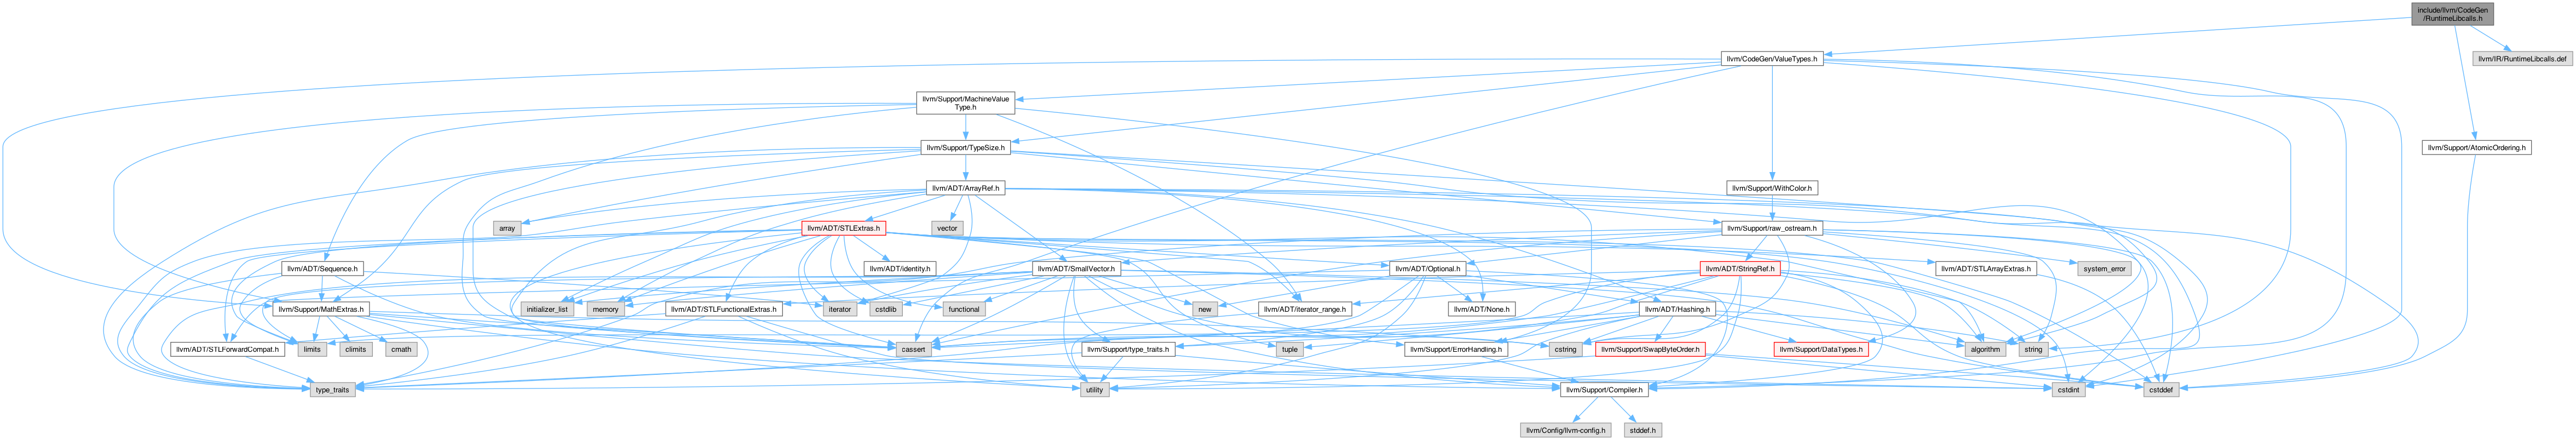 include/llvm/CodeGen
/RuntimeLibcalls.h
llvm/CodeGen/ValueTypes.h
llvm/IR/RuntimeLibcalls.def
llvm/Support/MachineValue
Type.h
llvm/Support/TypeSize.h
llvm/Support/AtomicOrdering.h
llvm/ADT/ArrayRef.h
llvm/Support/WithColor.h
array
llvm/ADT/STLExtras.h
vector
llvm/Support/raw_ostream.h
llvm/ADT/Sequence.h
llvm/ADT/identity.h
llvm/ADT/SmallVector.h
llvm/ADT/Optional.h
llvm/ADT/StringRef.h
llvm/ADT/STLArrayExtras.h
system_error
llvm/Support/MathExtras.h
initializer_list
memory
llvm/ADT/STLFunctionalExtras.h
iterator
cstdlib
functional
new
llvm/ADT/iterator_range.h
llvm/ADT/None.h
llvm/ADT/Hashing.h
llvm/ADT/STLForwardCompat.h
limits
climits
cmath
cassert
llvm/Support/type_traits.h
tuple
llvm/Support/ErrorHandling.h
cstring
llvm/Support/SwapByteOrder.h
llvm/Support/DataTypes.h
algorithm
string
type_traits
utility
llvm/Support/Compiler.h
cstdint
cstddef
llvm/Config/llvm-config.h
stddef.h